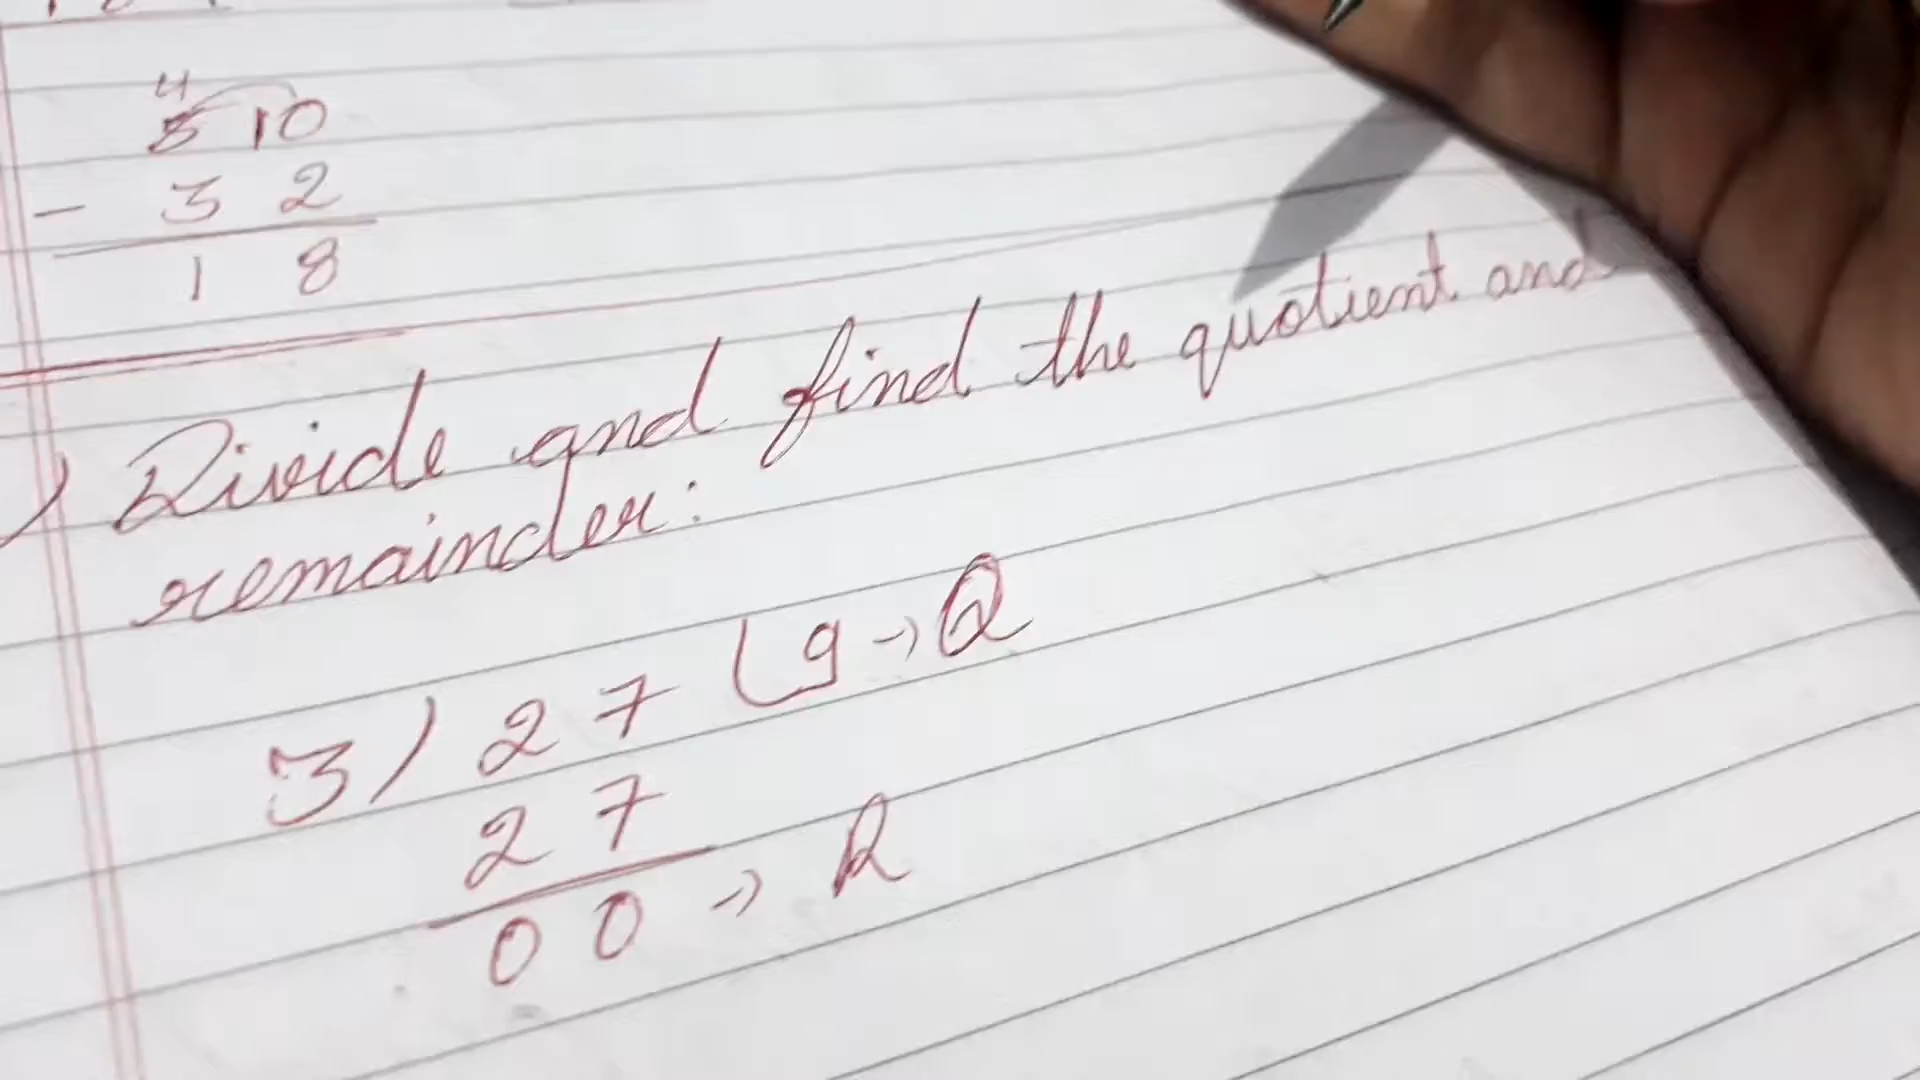 4
5 10
- 3 2
1 8
) Divide and find the quotient and
remainder:
3) 27 (9 → Q
27
00 → R